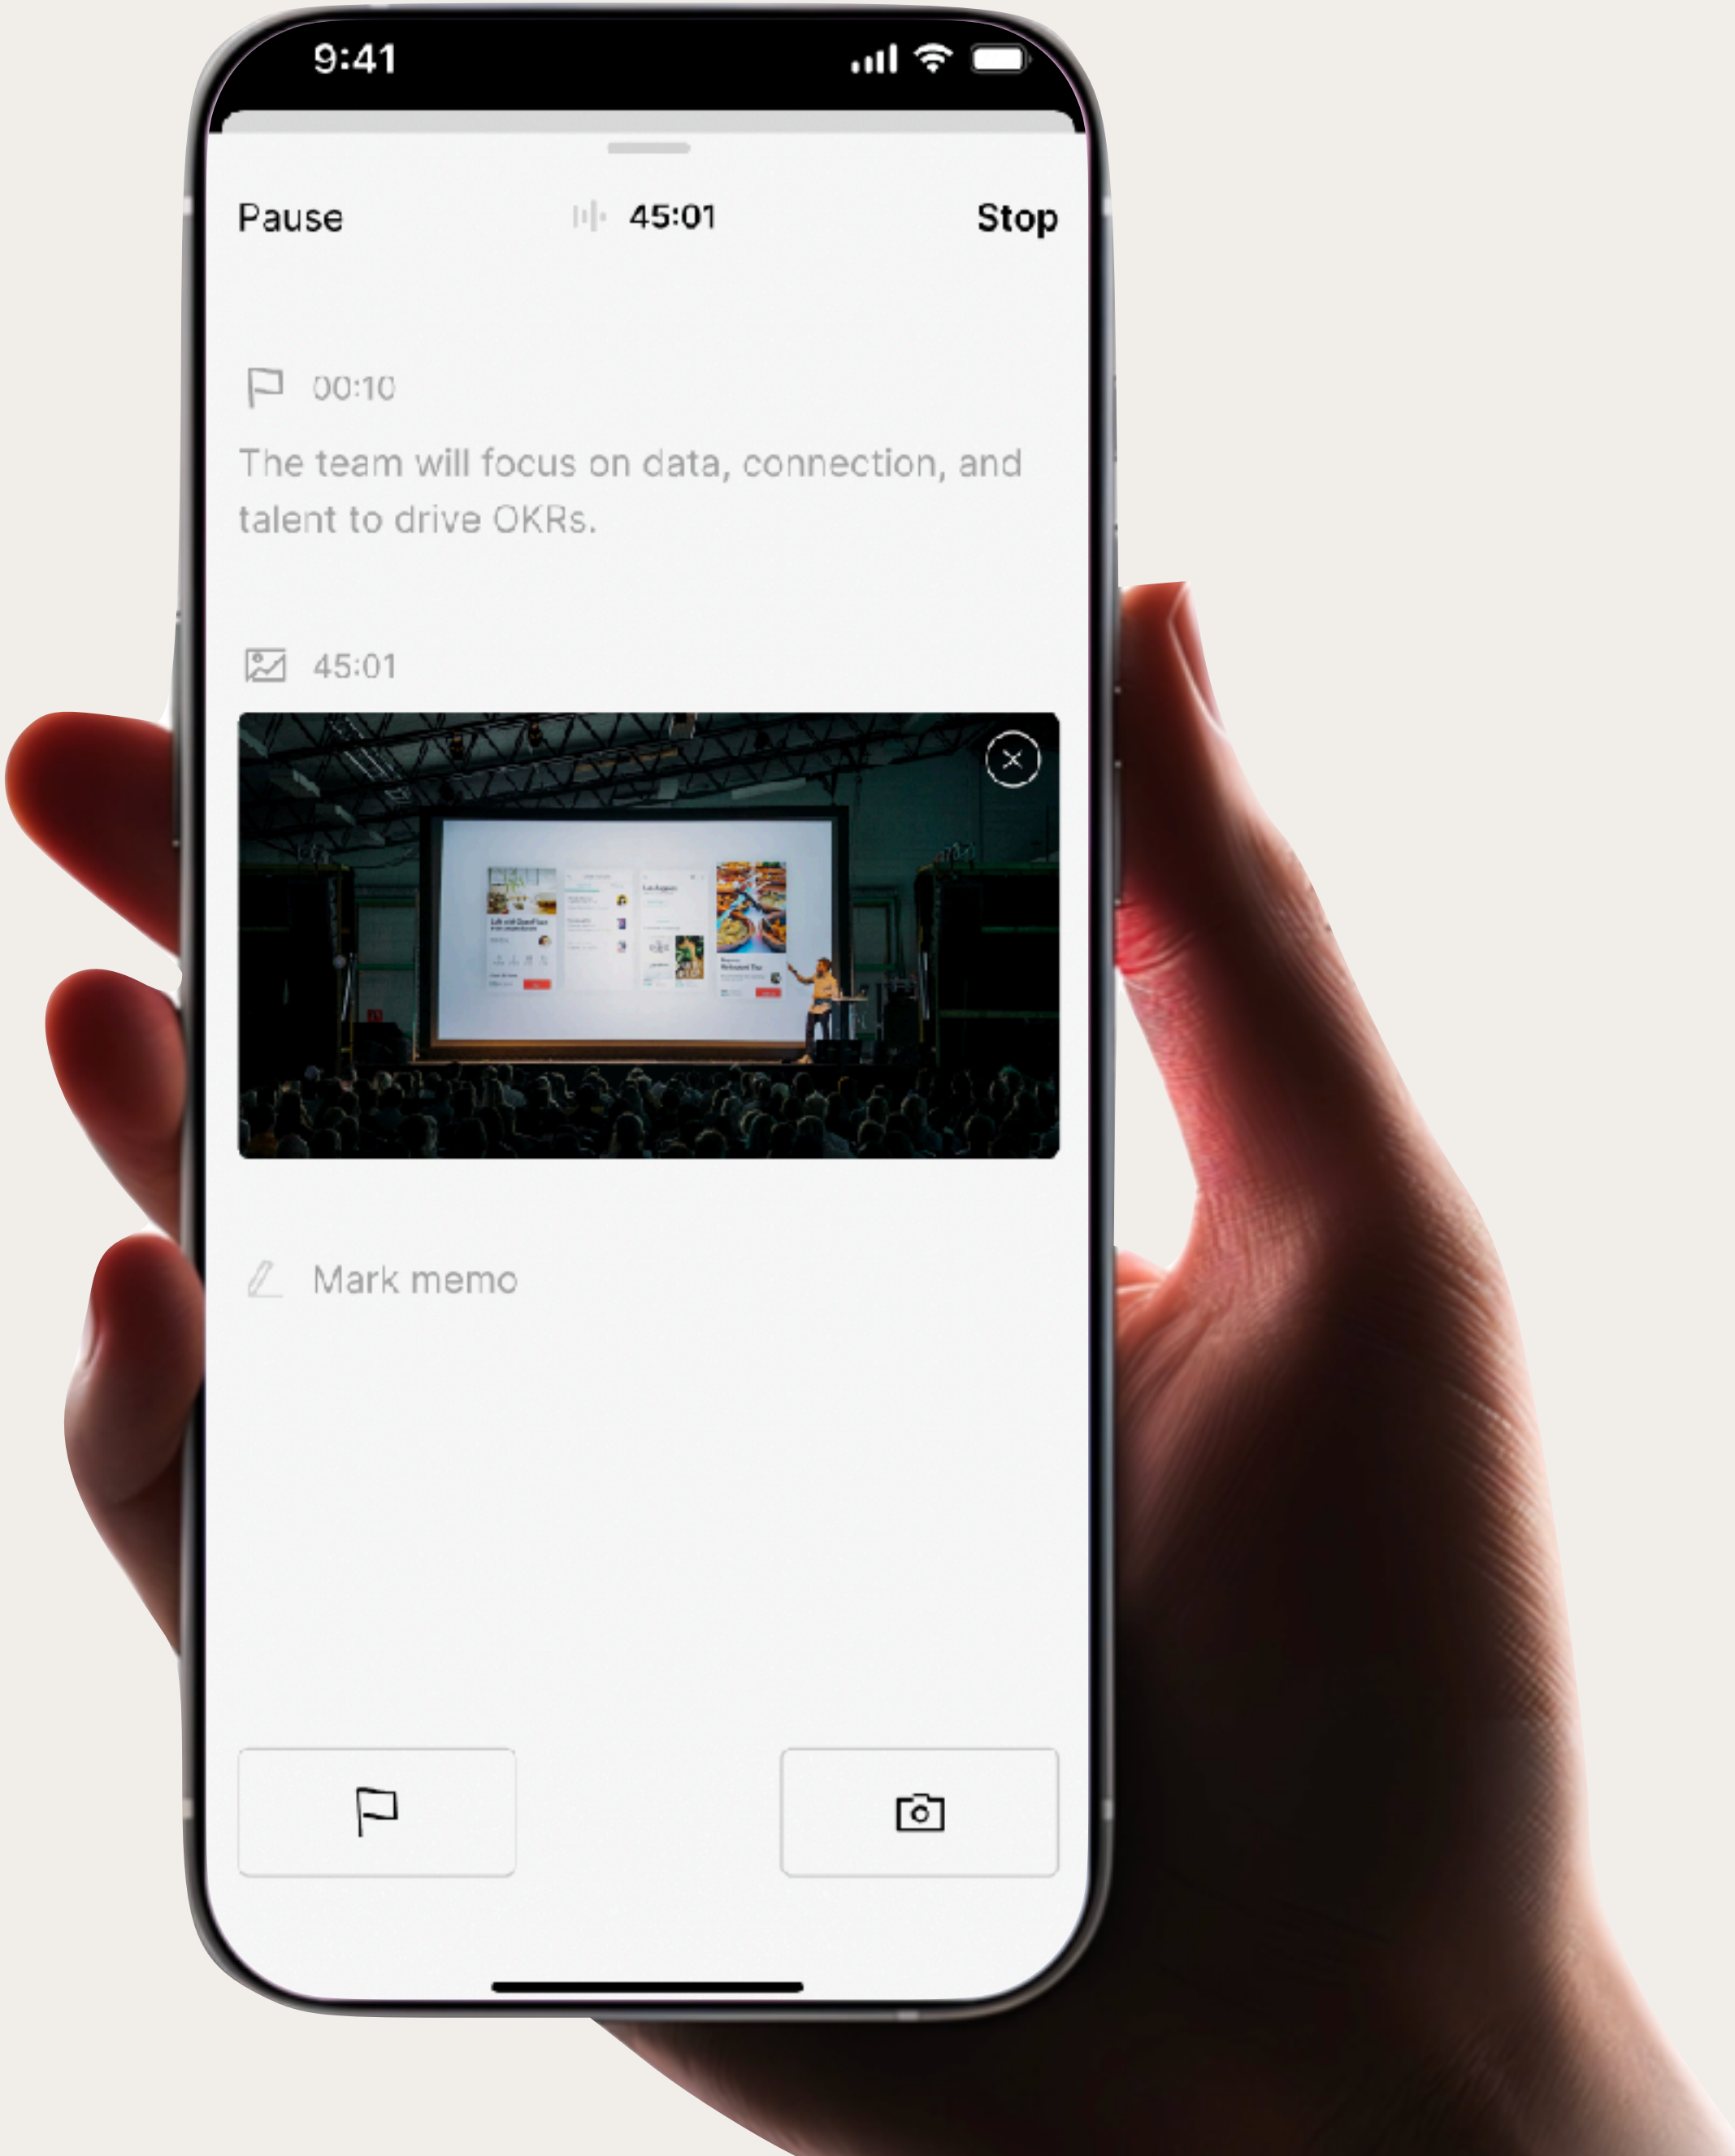 9:41
Pause 45:01 Stop
00:10
The team will focus on data, connection, and
talent to drive OKRs.
45:01
Mark memo